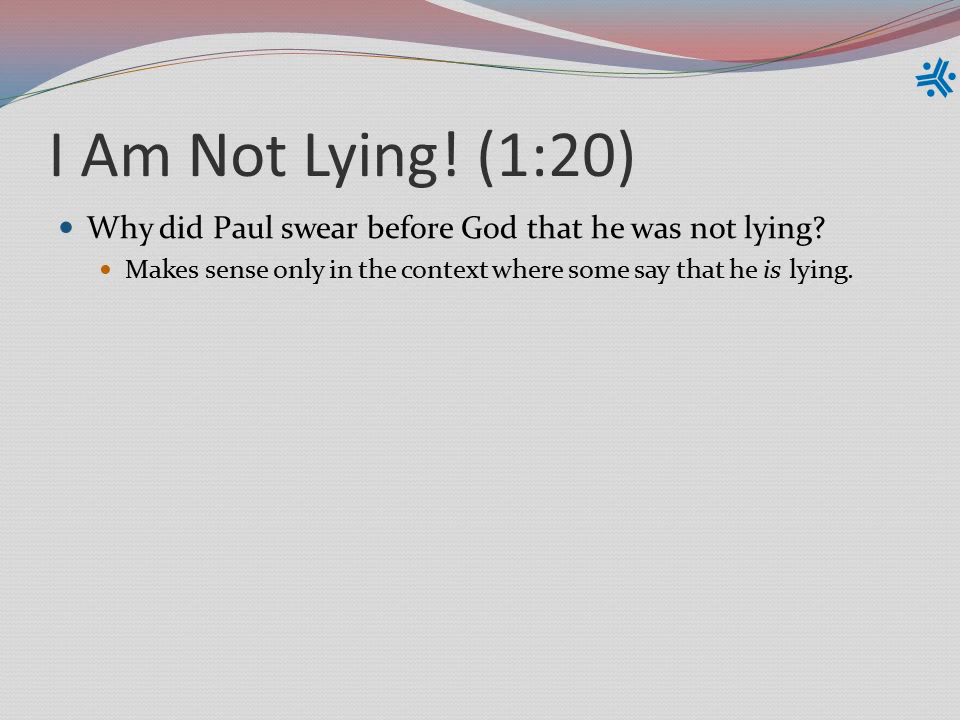 I Am Not Lying! (1:20)
Why did Paul swear before God that he was not lying?
Makes sense only in the context where some say that he is lying.